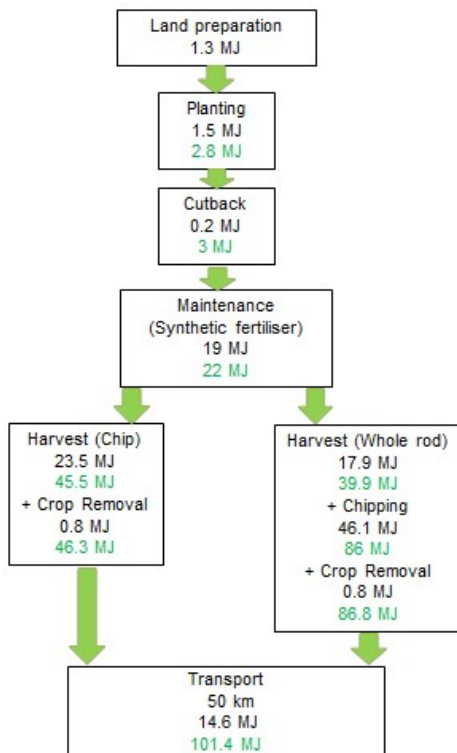 Land preparation
1.3 MJ
Planting
1.5 MJ
2.8 MJ
Cutback
0.2 MJ
3 MJ
Maintenance
(Synthetic fertiliser)
19 MJ
22 MJ
Harvest (Chip)
23.5 MJ
45.5 MJ
+ Crop Removal
0.8 MJ
46.3 MJ
Harvest (Whole rod)
17.9 MJ
39.9 MJ
+ Chipping
46.1 MJ
86 MJ
+ Crop Removal
0.8 MJ
86.8 MJ
Transport
50 km
14.6 MJ
101.4 MJ